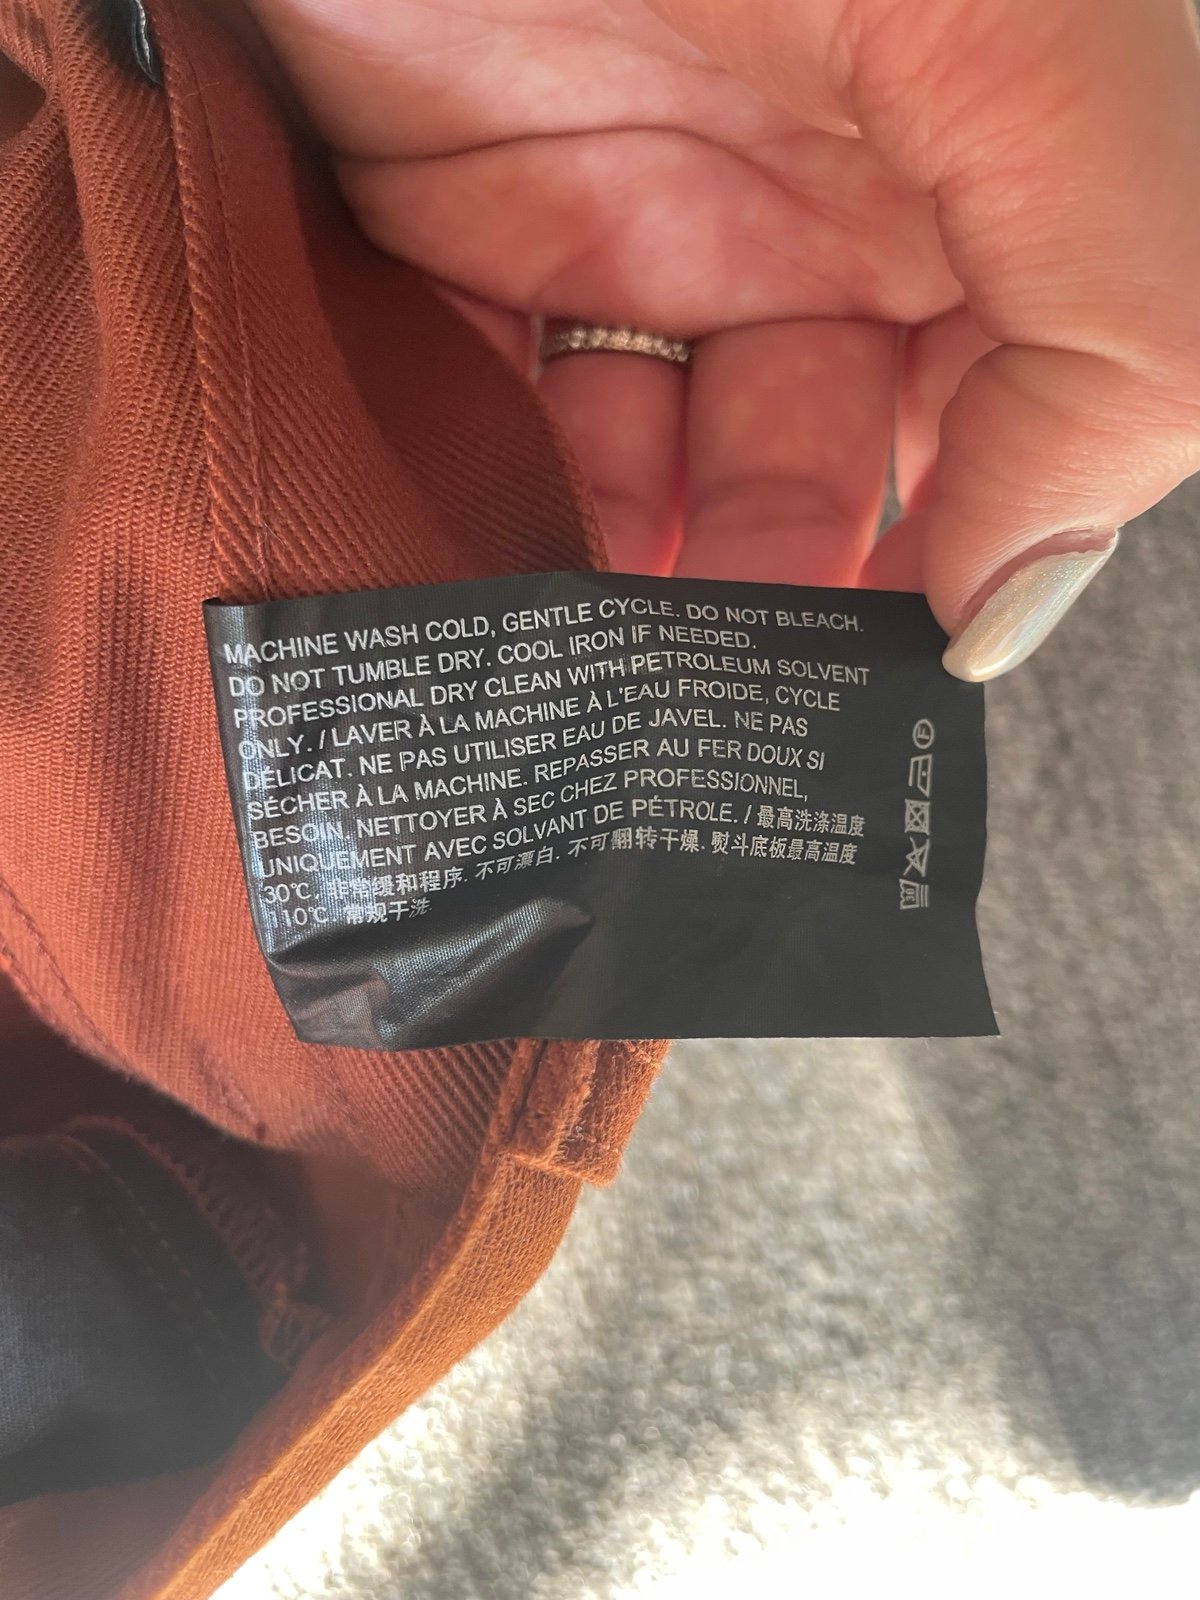 MACHINE WASH COLD, GENTLE CYCLE. DO NOT BLEACH.
DO NOT TUMBLE DRY. COOL IRON IF NEEDED.
PROFESSIONAL DRY CLEAN WITH PETROLEUM SOLVENT
ONLY. / LAVER À LA MACHINE À L'EAU FROIDE, CYCLE
DÉLICAT. NE PAS UTILISER EAU DE JAVEL. NE PAS
SÉCHER À LA MACHINE. REPASSER AU FER DOUX SI
BESOIN. NETTOYER À SEC CHEZ PROFESSIONNEL,
UNIQUEMENT AVEC SOLVANT DE PÉTROLE. / 最高洗涤温度
30℃. 非常缓和程序. 不可漂白. 不可翻转干燥. 熨斗底板最高温度
110℃. 常规干洗.
F
30